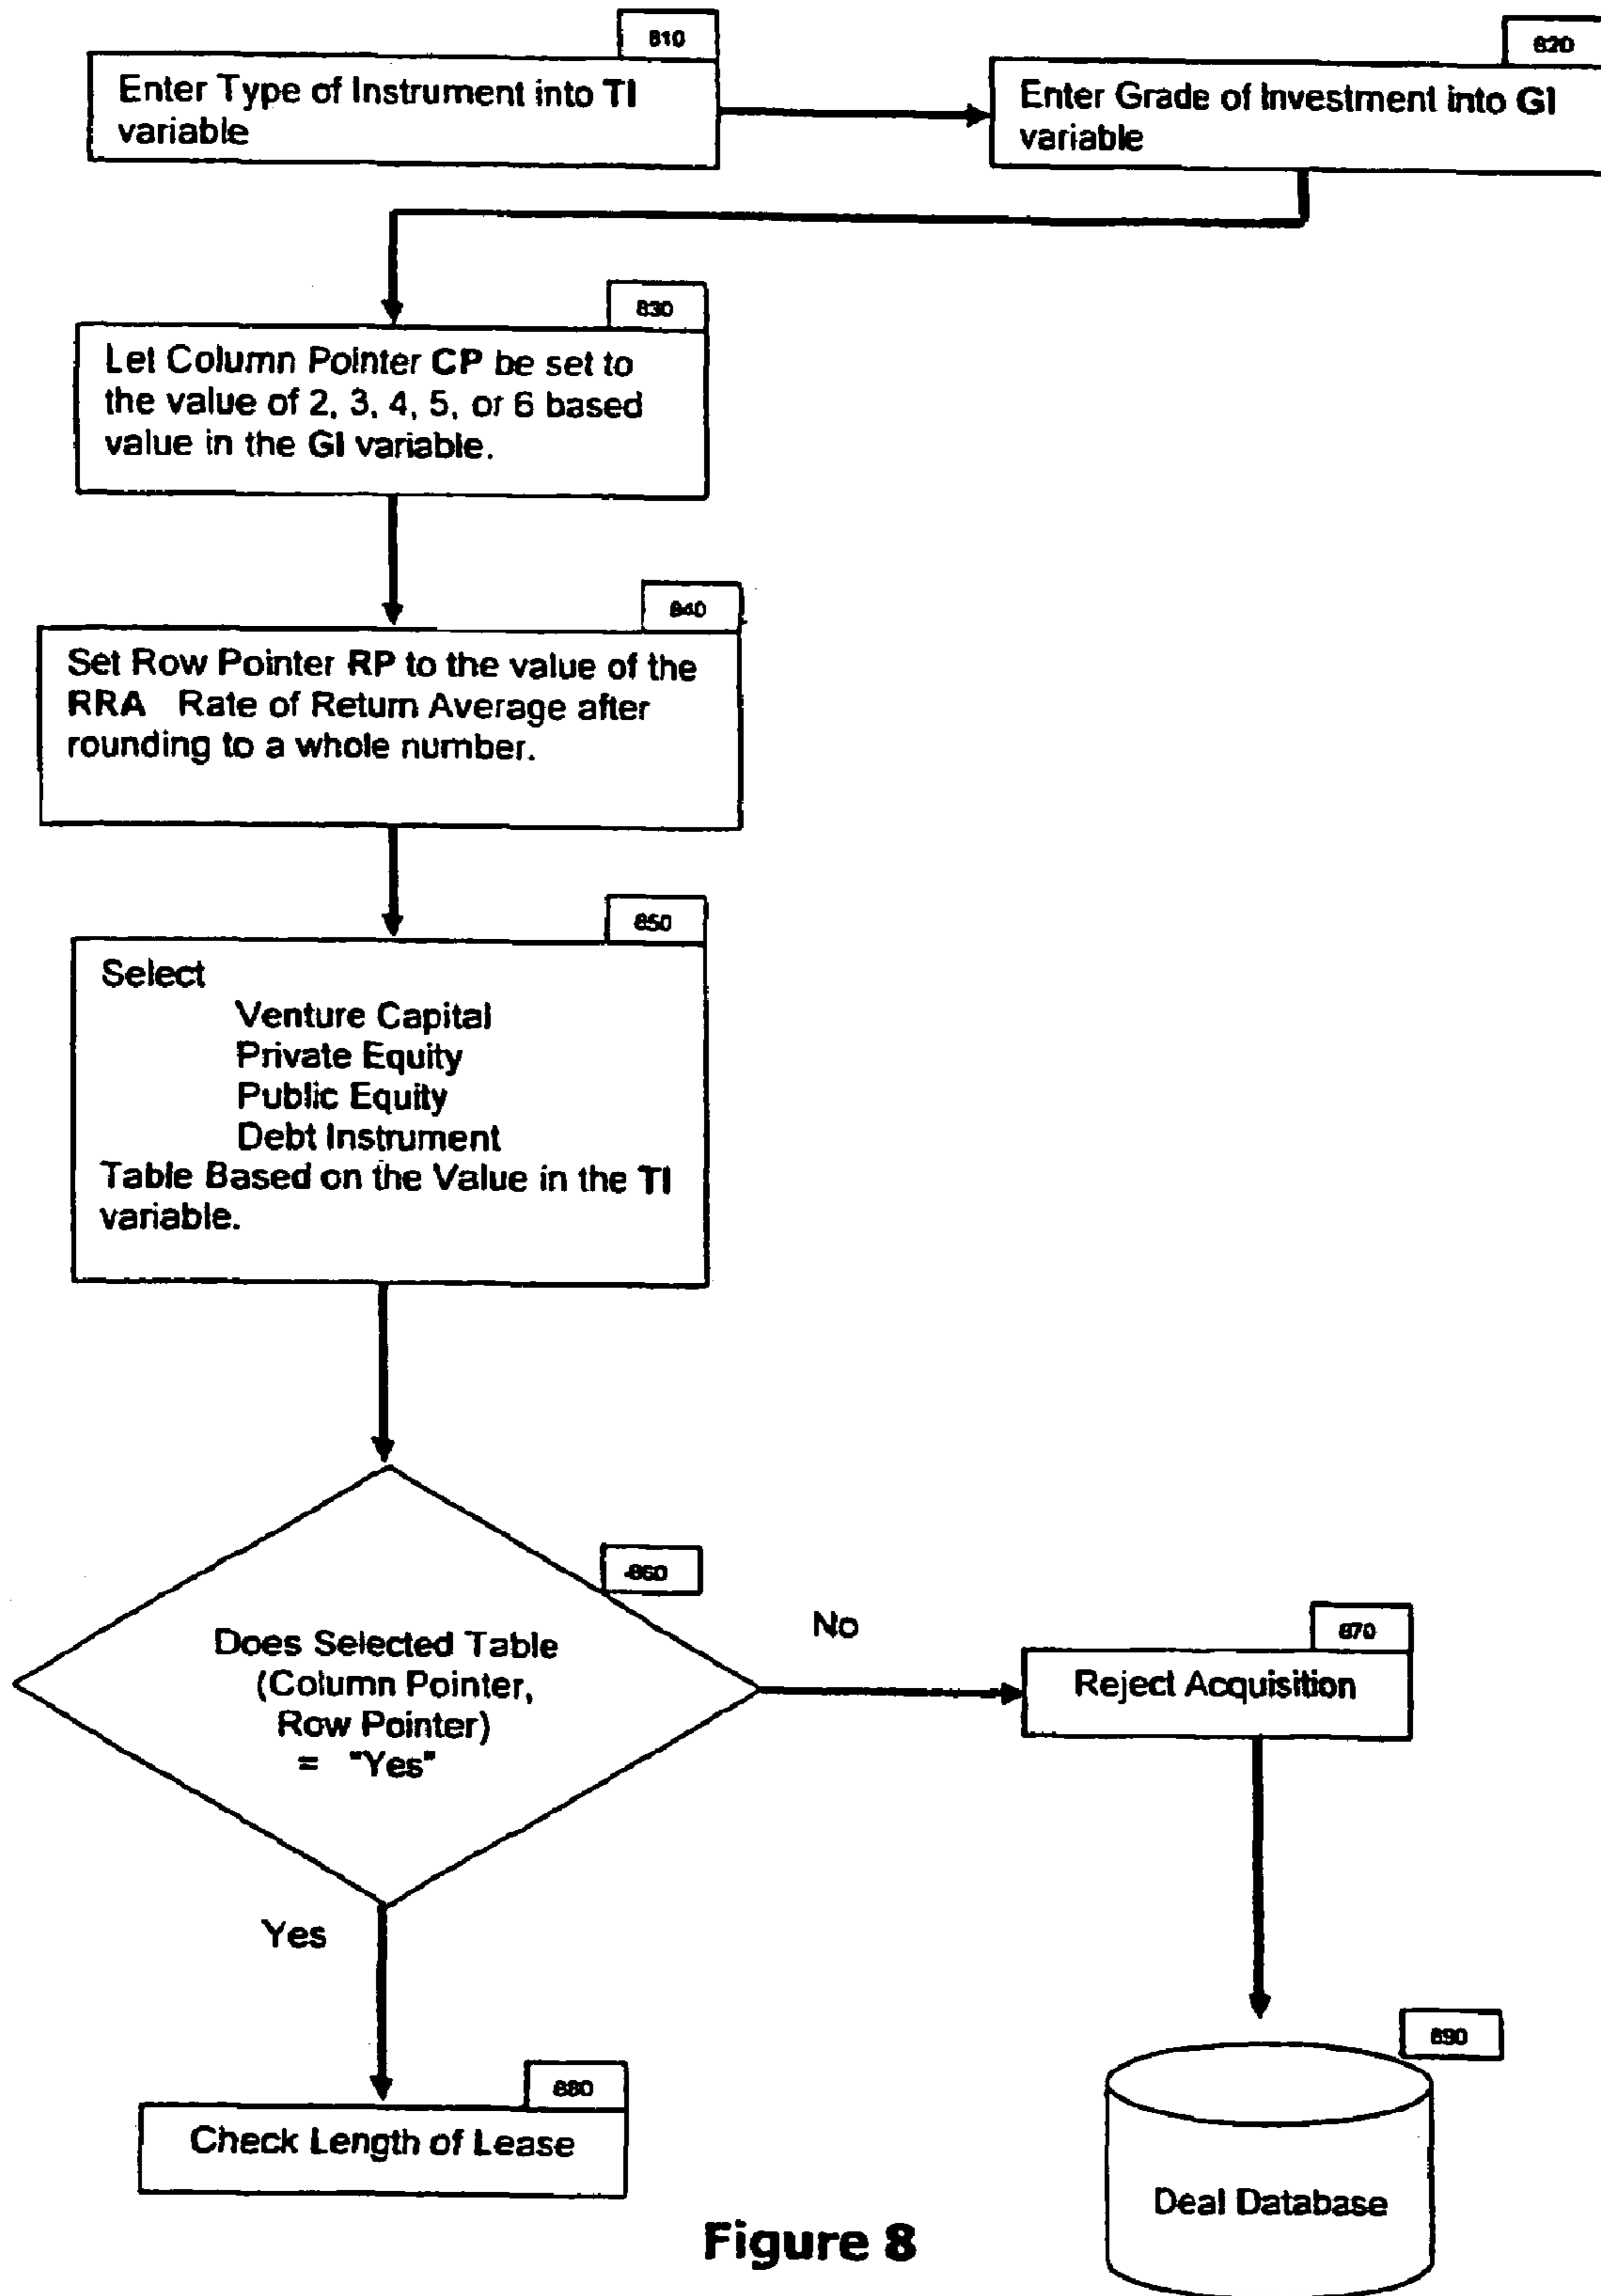 810
Enter Type of Instrument into TI
variable
820
Enter Grade of Investment into GI
variable
830
Let Column Pointer CP be set to
the value of 2, 3, 4, 5, or 6 based
value in the GI variable.
840
Set Row Pointer RP to the value of the
RRA Rate of Return Average after
rounding to a whole number.
850
Select
Venture Capital
Private Equity
Public Equity
Debt Instrument
Table Based on the Value in the TI
variable.
860
Does Selected Table
(Column Pointer,
Row Pointer)
= "Yes"
No
870
Reject Acquisition
Yes
880
Check Length of Lease
890
Deal Database
Figure 8